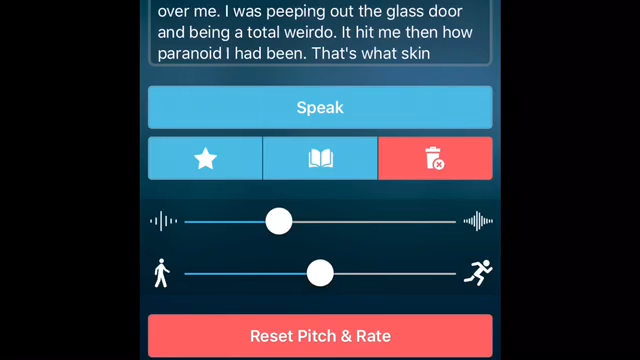 over me. I was peeping out the glass door
and being a total weirdo. It hit me then how
paranoid I had been. That's what skin
Speak
Reset Pitch & Rate